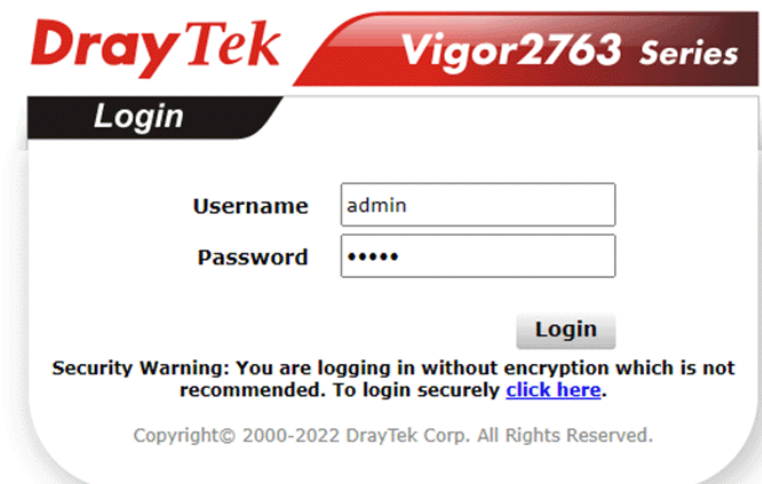 DrayTek Vigor2763 Series
Login
Username admin
Password •••••
Login
Security Warning: You are logging in without encryption which is not
recommended. To login securely click here.
Copyright© 2000-2022 DrayTek Corp. All Rights Reserved.